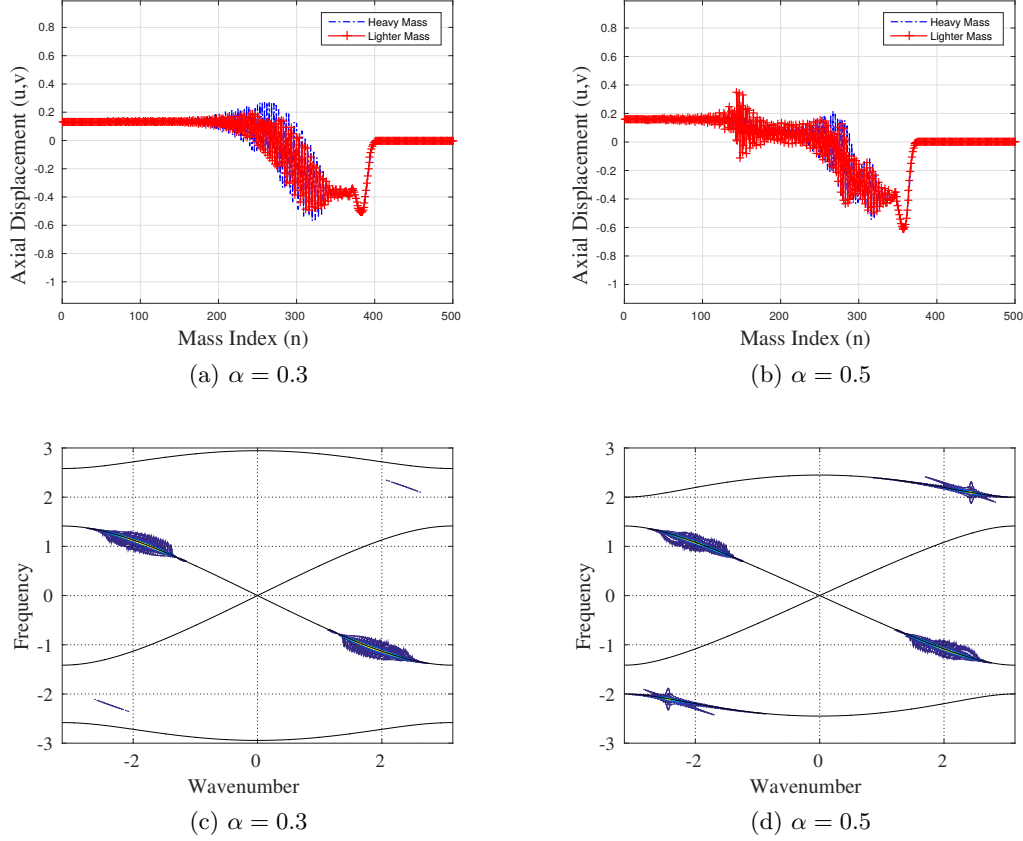 Axial Displacement (u,v)
0.8
0.6
0.4
0.2
0
-0.2
-0.4
-0.6
-0.8
-1
Heavy Mass
Lighter Mass
0 100 200 300 400 500
Mass Index (n)
(a) α = 0.3
Axial Displacement (u,v)
0.8
0.6
0.4
0.2
0
-0.2
-0.4
-0.6
-0.8
-1
Heavy Mass
Lighter Mass
0 100 200 300 400 500
Mass Index (n)
(b) α = 0.5
Frequency
3
2
1
0
-1
-2
-3
-2 0 2
Wavenumber
(c) α = 0.3
Frequency
3
2
1
0
-1
-2
-3
-2 0 2
Wavenumber
(d) α = 0.5